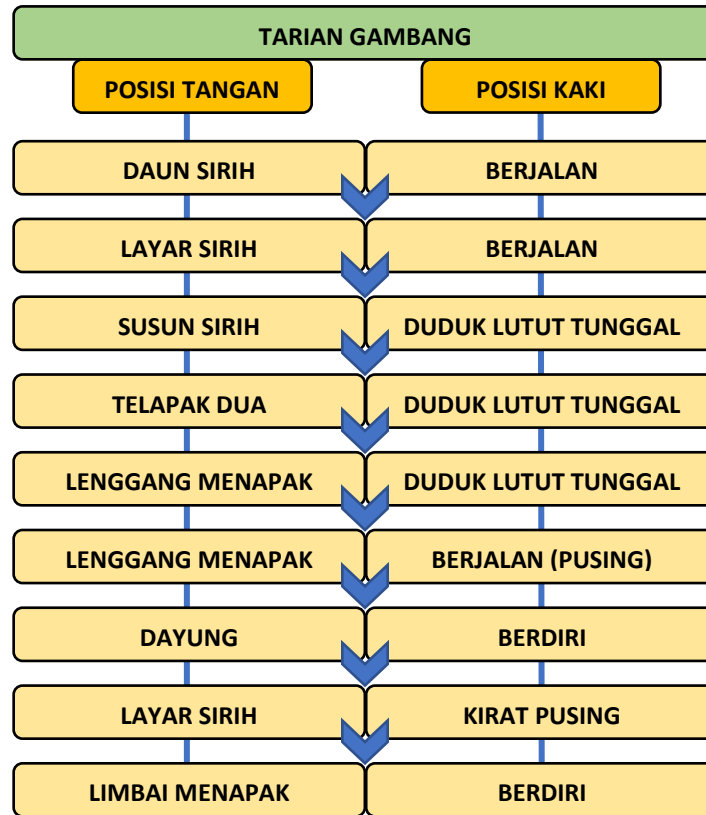 TARIAN GAMBANG
POSISI TANGAN POSISI KAKI
DAUN SIRIH BERJALAN
LAYAR SIRIH BERJALAN
SUSUN SIRIH DUDUK LUTUT TUNGGAL
TELAPAK DUA DUDUK LUTUT TUNGGAL
LENGGANG MENAPAK DUDUK LUTUT TUNGGAL
LENGGANG MENAPAK BERJALAN (PUSING)
DAYUNG BERDIRI
LAYAR SIRIH KIRAT PUSING
LIMBAI MENAPAK BERDIRI